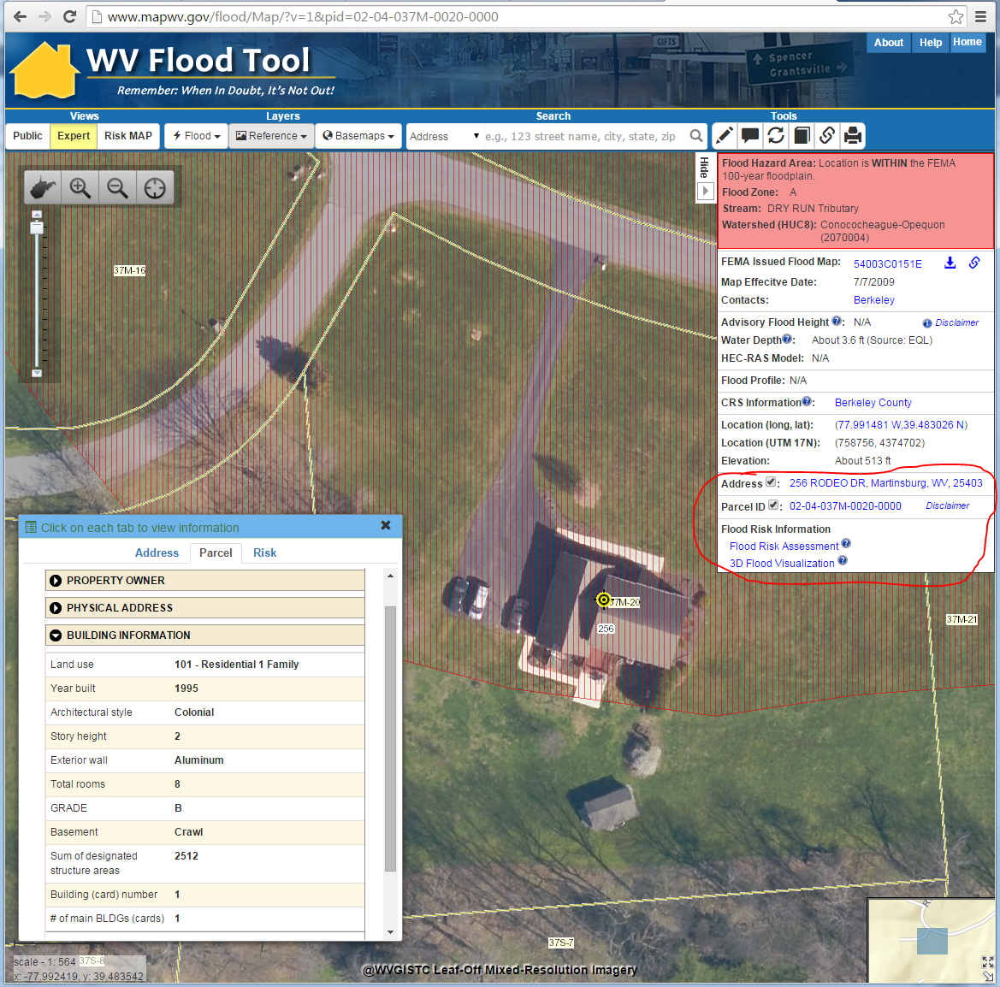 www.mapwv.gov/flood/Map/?v=1&pid=02-04-037M-0020-0000
WV Flood Tool
Remember: When In Doubt, It's Not Out!
GIFTS
Spencer
Grantsville
About Help Home
Views Layers Search Tools
Public Expert Risk MAP Flood Reference Basemaps Address e.g., 123 street name, city, state, zip
Hide
Flood Hazard Area: Location is WITHIN the FEMA
100-year floodplain.
Flood Zone: A
Stream: DRY RUN Tributary
Watershed (HUC8): Conococheague-Opequon
(2070004)
FEMA Issued Flood Map: 54003C0151E
Map Effecitve Date: 7/7/2009
Contacts: Berkeley
Advisory Flood Height ?: N/A Disclaimer
Water Depth?: About 3.6 ft (Source: EQL)
HEC-RAS Model: N/A
Flood Profile: N/A
CRS Information?: Berkeley County
Location (long, lat): (77.991481 W,39.483026 N)
Location (UTM 17N): (758756, 4374702)
Elevation: About 513 ft
Address : 256 RODEO DR, Martinsburg, WV, 25403
Parcel ID : 02-04-037M-0020-0000 Disclaimer
Flood Risk Information
Flood Risk Assessment ?
3D Flood Visualization ?
37M-16
37M-20
256
37M-21
Click on each tab to view information
Address Parcel Risk
PROPERTY OWNER
PHYSICAL ADDRESS
BUILDING INFORMATION
Land use 101 - Residential 1 Family
Year built 1995
Architectural style Colonial
Story height 2
Exterior wall Aluminum
Total rooms 8
GRADE B
Basement Crawl
Sum of designated 2512
structure areas
Building (card) number 1
# of main BLDGs (cards) 1
37S-7
R
scale - 1: 564 37S-8
x: -77.992419, y: 39.483542
@WVGISTC Leaf-Off Mixed-Resolution Imagery